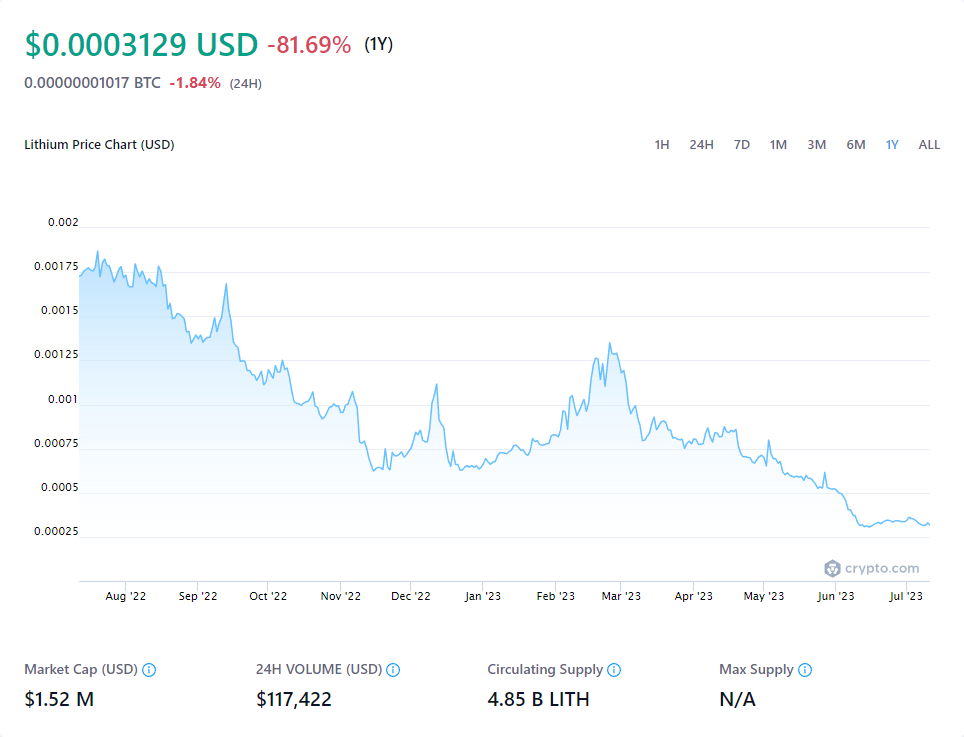 $0.0003129 USD -81.69% (1Y)
0.00000001017 BTC -1.84% (24H)
Lithium Price Chart (USD) 1H 24H 7D 1M 3M 6M 1Y ALL
0.002
0.00175
0.0015
0.00125
0.001
0.00075
0.0005
0.00025
crypto.com
Aug '22 Sep '22 Oct '22 Nov '22 Dec '22 Jan '23 Feb '23 Mar '23 Apr '23 May '23 Jun '23 Jul '23
Market Cap (USD) 24H VOLUME (USD) Circulating Supply Max Supply
$1.52 M $117,422 4.85 B LITH N/A